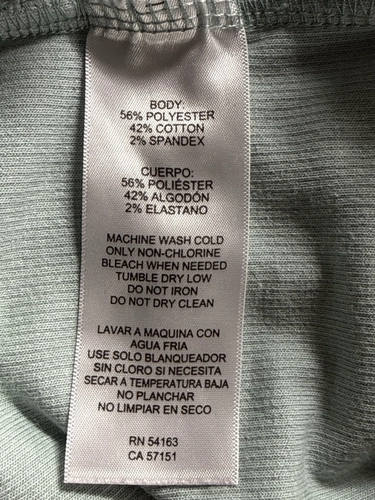 BODY:
56% POLYESTER
42% COTTON
2% SPANDEX
CUERPO:
56% POLIÉSTER
42% ALGODÓN
2% ELASTANO
MACHINE WASH COLD
ONLY NON-CHLORINE
BLEACH WHEN NEEDED
TUMBLE DRY LOW
DO NOT IRON
DO NOT DRY CLEAN
LAVAR A MAQUINA CON
AGUA FRIA
USE SOLO BLANQUEADOR
SIN CLORO SI NECESITA
SECAR A TEMPERATURA BAJA
NO PLANCHAR
NO LIMPIAR EN SECO
RN 54163
CA 57151